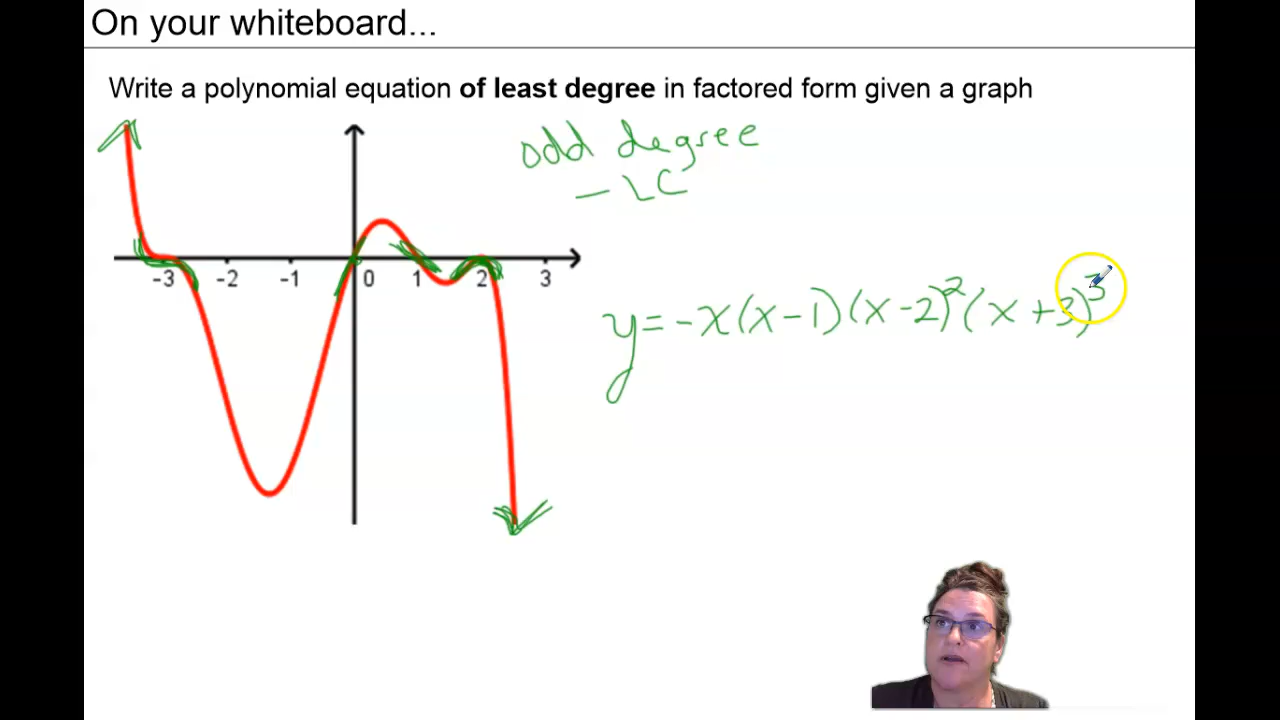 On your whiteboard...
Write a polynomial equation of least degree in factored form given a graph
odd degree
- LC
-3 -2 -1 0 1 2 3
y = -x(x-1)(x-2)²(x+3)³